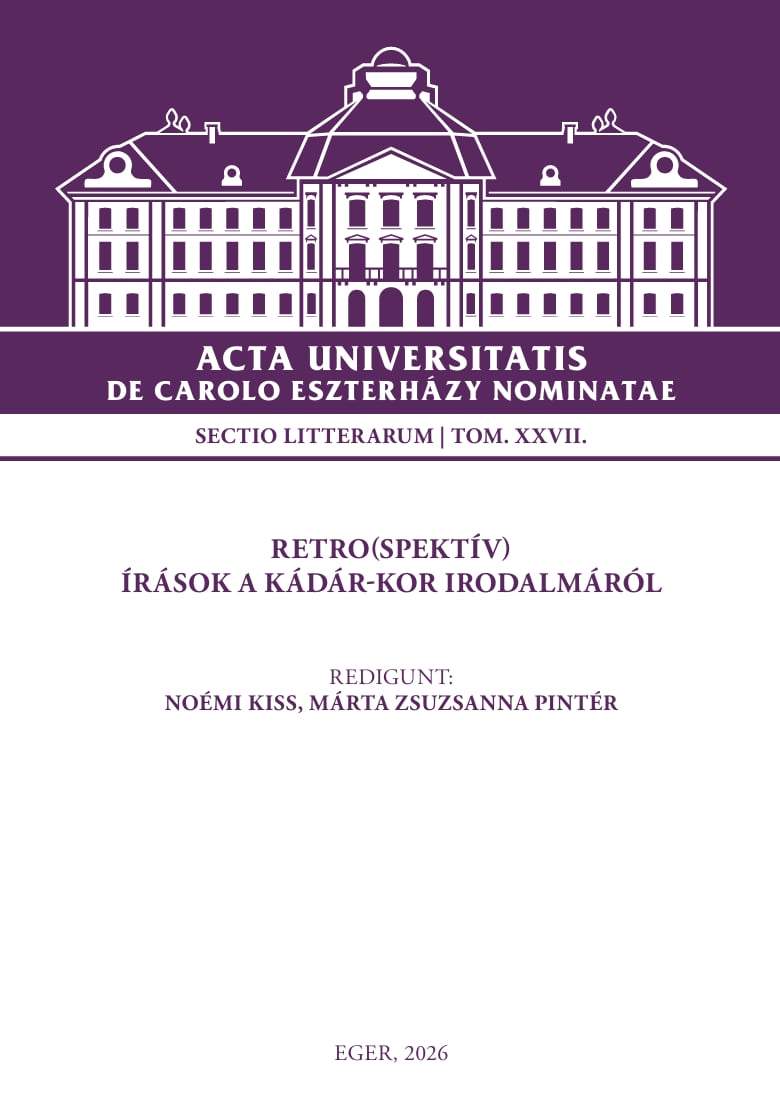 ACTA UNIVERSITATIS
DE CAROLO ESZTERHÁZY NOMINATAE
SECTIO LITTERARUM | TOM. XXVII.
RETRO(SPEKTÍV)
ÍRÁSOK A KÁDÁR-KOR IRODALMÁRÓL
REDIGUNT:
NOÉMI KISS, MÁRTA ZSUZSANNA PINTÉR
EGER, 2026